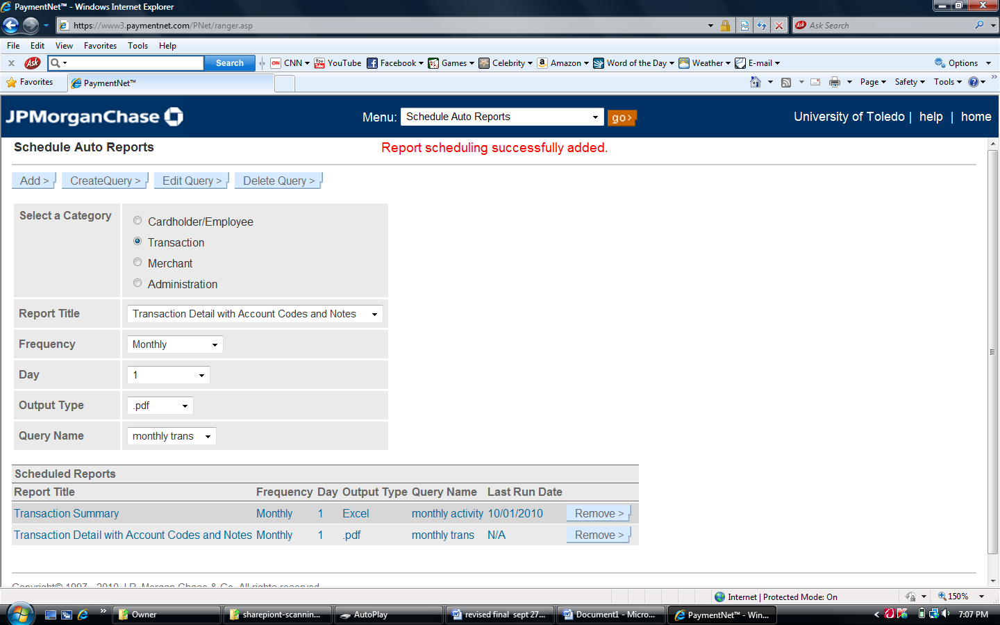 PaymentNet™ - Windows Internet Explorer
https://www3.paymentnet.com/PNet/ranger.asp
Ask Ask Search
File Edit View Favorites Tools Help
Ask Search CNN CNN You Tube YouTube Facebook Games Celebrity a Amazon Word of the Day Weather E-mail Options
Favorites PaymentNet™ Page Safety Tools
JPMorganChase Menu: Schedule Auto Reports go> University of Toledo | help | home
Schedule Auto Reports Report scheduling successfully added.
Add > CreateQuery > Edit Query > Delete Query >
Select a Category
Cardholder/Employee
Transaction
Merchant
Administration
Report Title Transaction Detail with Account Codes and Notes
Frequency Monthly
Day 1
Output Type .pdf
Query Name monthly trans
Scheduled Reports
Report Title Frequency Day Output Type Query Name Last Run Date
Transaction Summary Monthly 1 Excel monthly activity 10/01/2010 Remove >
Transaction Detail with Account Codes and Notes Monthly 1 .pdf monthly trans N/A Remove >
Copyright© 1997 - 2010 J.P. Morgan Chase & Co. All rights reserved.
Internet | Protected Mode: On 150%
Owner sharepiont-scannin... AutoPlay revised final sept 27... Document1 - Micro... PaymentNet™ - Win... 7:07 PM